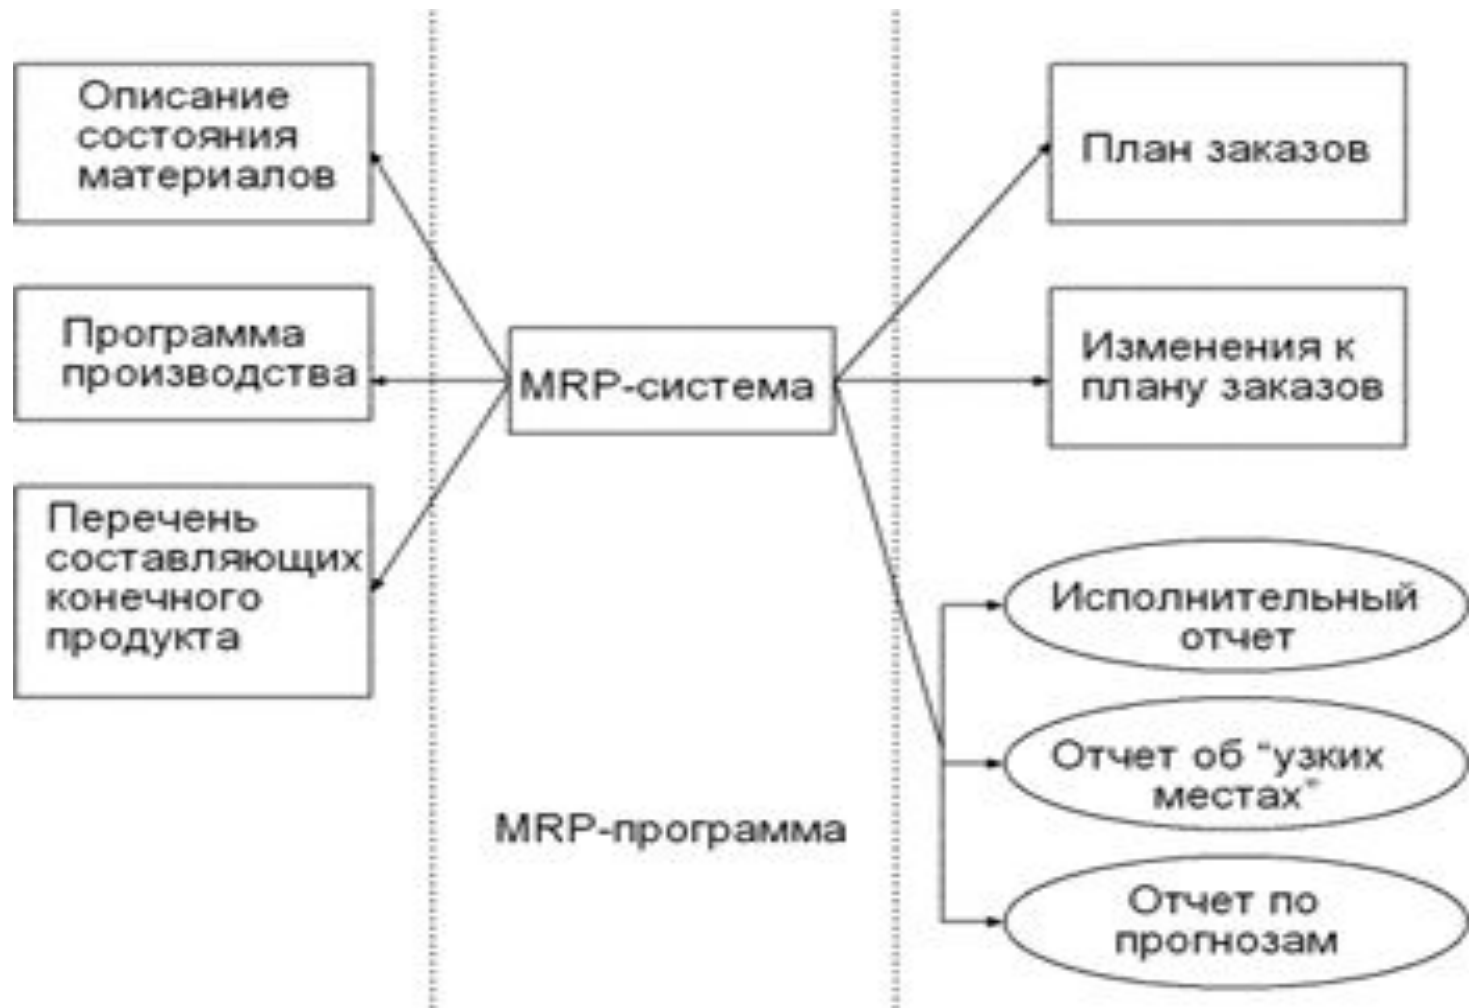 Описание
состояния
материалов
Программа
производства
Перечень
составляющих
конечного
продукта
MRP-система
MRP-программа
План заказов
Изменения к
плану заказов
Исполнительный
отчет
Отчет об “узких
местах”
Отчет по
прогнозам